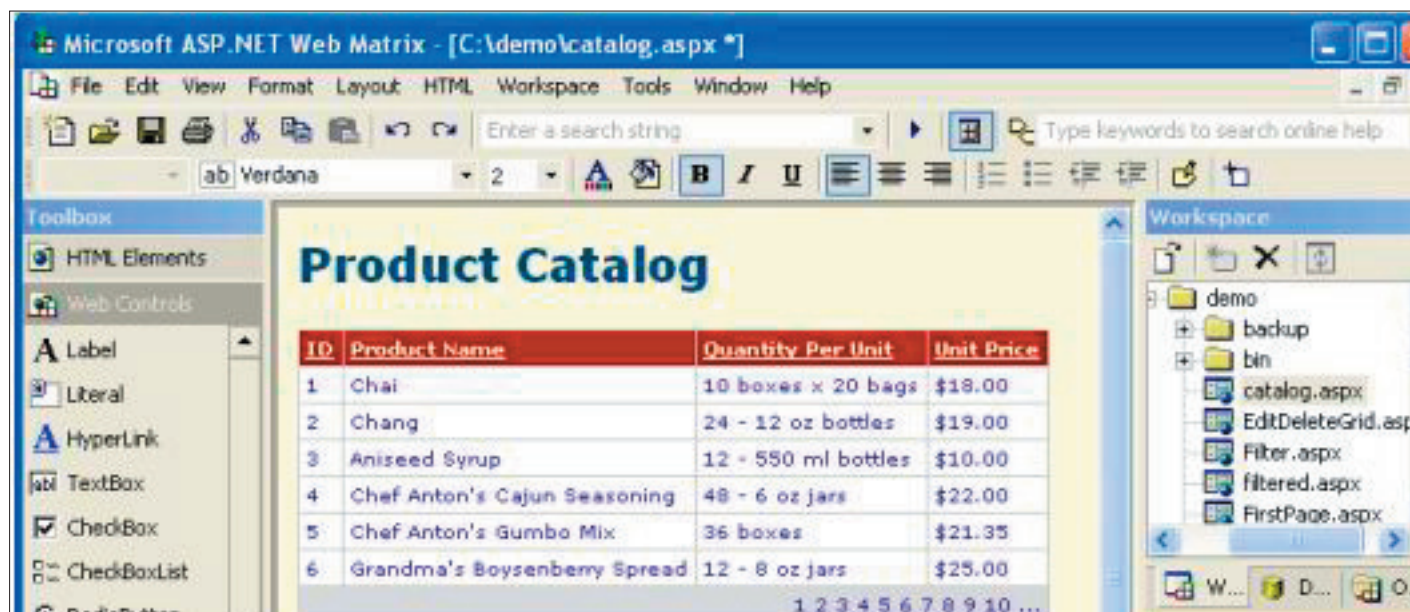 Microsoft ASP.NET Web Matrix - [C:\demo\catalog.aspx *]
File Edit View Format Layout HTML Workspace Tools Window Help
Enter a search string
Type keywords to search online help
ab Verdana 2 A B I U
Toolbox
HTML Elements
Web Controls
A Label
Literal
A HyperLink
abl TextBox
CheckBox
CheckBoxList
Product Catalog
ID Product Name Quantity Per Unit Unit Price
1 Chai 10 boxes x 20 bags $18.00
2 Chang 24 - 12 oz bottles $19.00
3 Aniseed Syrup 12 - 550 ml bottles $10.00
4 Chef Anton's Cajun Seasoning 48 - 6 oz jars $22.00
5 Chef Anton's Gumbo Mix 36 boxes $21.35
6 Grandma's Boysenberry Spread 12 - 8 oz jars $25.00
1 2 3 4 5 6 7 8 9 10 ...
Workspace
demo
backup
bin
catalog.aspx
EditDeleteGrid.asp
Filter.aspx
filtered.aspx
FirstPage.aspx
W... D... O